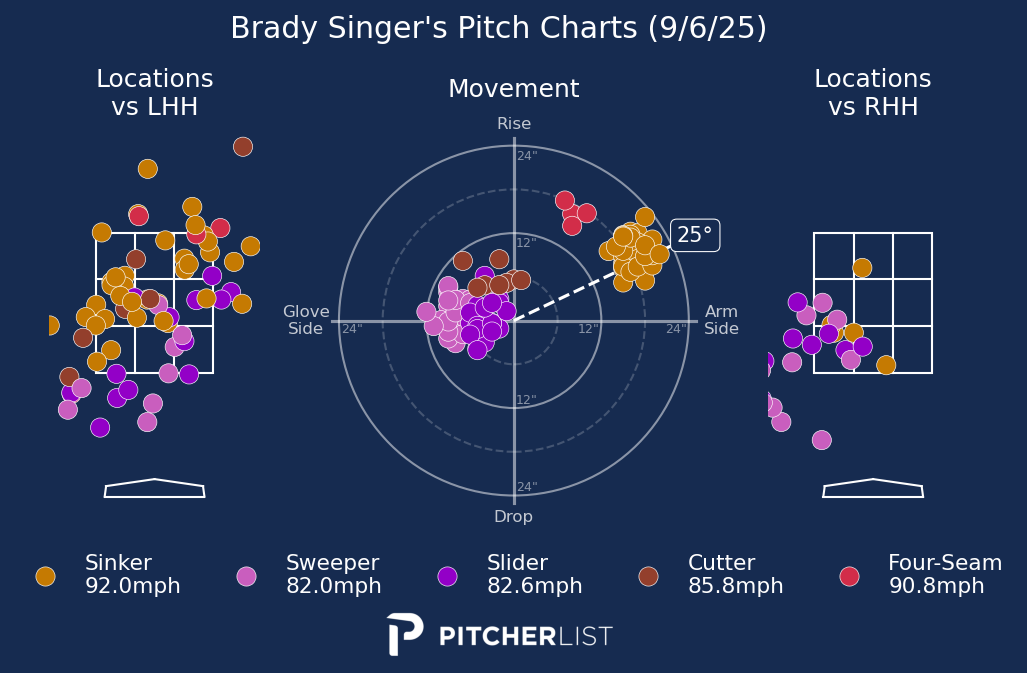 Brady Singer's Pitch Charts (9/6/25)
Locations
vs LHH
Movement
Locations
vs RHH
Rise
24"
12"
25°
Glove
Side
24"
12"
24"
Arm
Side
12"
24"
Drop
Sinker
92.0mph
Sweeper
82.0mph
Slider
82.6mph
Cutter
85.8mph
Four-Seam
90.8mph
PITCHERLIST